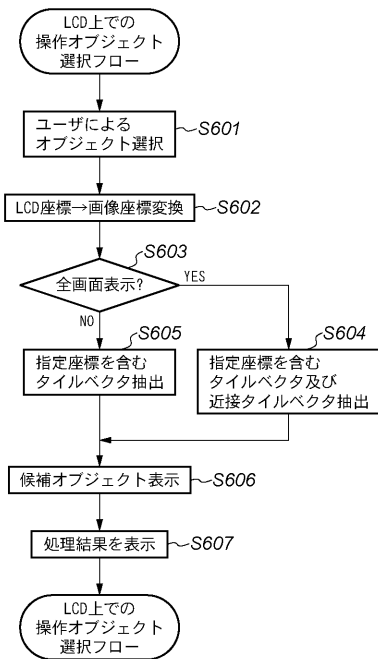 LCD上での
操作オブジェクト
選択フロー
ユーザによる
オブジェクト選択
S601
LCD座標→画像座標変換
S602
S603
全画面表示?
YES
NO
S605
S604
指定座標を含む
タイルベクタ抽出
指定座標を含む
タイルベクタ及び
近接タイルベクタ抽出
候補オブジェクト表示
S606
処理結果を表示
S607
LCD上での
操作オブジェクト
選択フロー